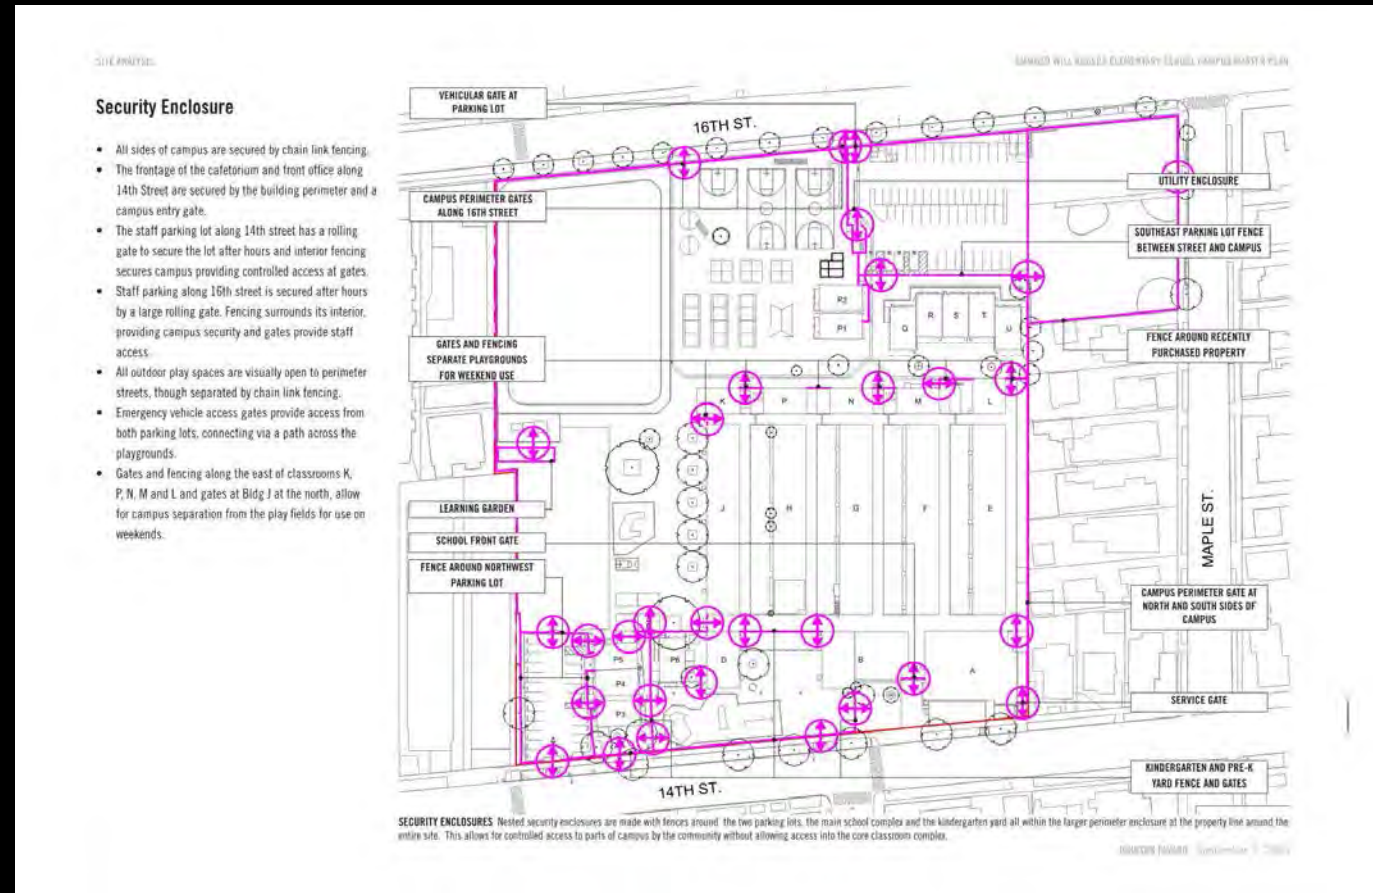 SITE ANALYSIS
SUMMER WILL ROGERS ELEMENTARY SCHOOL CAMPUS MASTER PLAN
Security Enclosure
• All sides of campus are secured by chain link fencing.
• The frontage of the cafetorium and front office along
14th Street are secured by the building perimeter and a
campus entry gate.
• The staff parking lot along 14th street has a rolling
gate to secure the lot after hours and interior fencing
secures campus providing controlled access at gates.
• Staff parking along 16th street is secured after hours
by a large rolling gate. Fencing surrounds its interior,
providing campus security and gates provide staff
access.
• All outdoor play spaces are visually open to perimeter
streets, though separated by chain link fencing.
• Emergency vehicle access gates provide access from
both parking lots, connecting via a path across the
playgrounds.
• Gates and fencing along the east of classrooms K,
P, N, M and L and gates at Bldg J at the north, allow
for campus separation from the play fields for use on
weekends.
VEHICULAR GATE AT
PARKING LOT
16TH ST.
CAMPUS PERIMETER GATES
ALONG 16TH STREET
UTILITY ENCLOSURE
SOUTHEAST PARKING LOT FENCE
BETWEEN STREET AND CAMPUS
P2
P1
Q
R
S
T
U
GATES AND FENCING
SEPARATE PLAYGROUNDS
FOR WEEKEND USE
FENCE AROUND RECENTLY
PURCHASED PROPERTY
K
P
N
M
L
LEARNING GARDEN
J
H
G
F
E
SCHOOL FRONT GATE
MAPLE ST.
FENCE AROUND NORTHWEST
PARKING LOT
CAMPUS PERIMETER GATE AT
NORTH AND SOUTH SIDES OF
CAMPUS
P5
P6
D
B
A
P4
P3
C
SERVICE GATE
KINDERGARTEN AND PRE-K
YARD FENCE AND GATES
14TH ST.
SECURITY ENCLOSURES Nested security enclosures are made with fences around the two parking lots, the main school complex and the kindergarten yard all within the larger perimeter enclosure at the property line around the
entire site. This allows for controlled access to parts of campus by the community without allowing access into the core classroom complex.